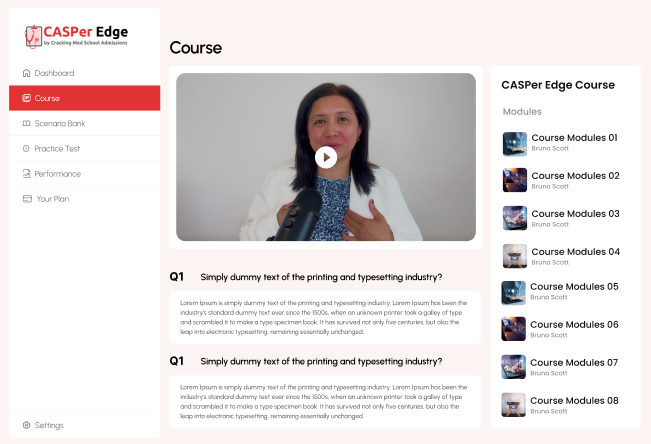 CASPer Edge
by Cracking Med School Admissions
Dashboard
Course
Scenario Bank
Practice Test
Performance
Your Plan
Settings
Course
Q1 Simply dummy text of the printing and typesetting industry?
Lorem Ipsum is simply dummy text of the printing and typesetting industry. Lorem Ipsum has been the
industry's standard dummy text ever since the 1500s, when an unknown printer took a galley of type
and scrambled it to make a type specimen book. It has survived not only five centuries, but also the
leap into electronic typesetting, remaining essentially unchanged.
Q1 Simply dummy text of the printing and typesetting industry?
Lorem Ipsum is simply dummy text of the printing and typesetting industry. Lorem Ipsum has been the
industry's standard dummy text ever since the 1500s, when an unknown printer took a galley of type
and scrambled it to make a type specimen book. It has survived not only five centuries, but also the
leap into electronic typesetting, remaining essentially unchanged.
CASPer Edge Course
Modules
Course Modules 01
Bruno Scott
Course Modules 02
Bruno Scott
Course Modules 03
Bruno Scott
Course Modules 04
Bruno Scott
Course Modules 05
Bruno Scott
Course Modules 06
Bruno Scott
Course Modules 07
Bruno Scott
Course Modules 08
Bruno Scott